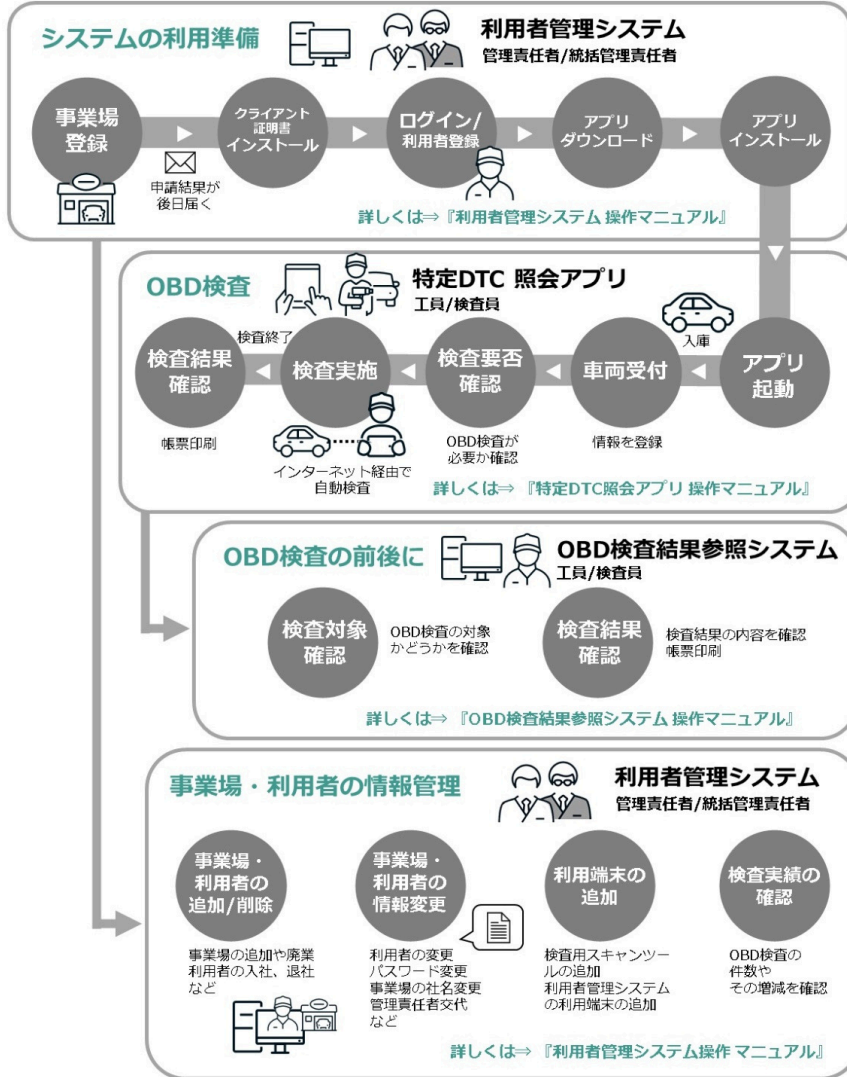 システムの利用準備
利用者管理システム
管理責任者/統括管理責任者
事業場
登録
クライアント
証明書
インストール
ログイン/
利用者登録
アプリ
ダウンロード
アプリ
インストール
申請結果が
後日届く
詳しくは⇒『利用者管理システム 操作マニュアル』
OBD検査
特定DTC 照会アプリ
工員/検査員
入庫
検査終了
検査結果
確認
検査実施
検査要否
確認
車両受付
アプリ
起動
帳票印刷
インターネット経由で
自動検査
OBD検査が
必要か確認
情報を登録
詳しくは⇒ 『特定DTC照会アプリ 操作マニュアル』
OBD検査の前後に
OBD検査結果参照システム
工員/検査員
検査対象
確認
OBD検査の対象
かどうかを確認
検査結果
確認
検査結果の内容を確認
帳票印刷
詳しくは⇒ 『OBD検査結果参照システム 操作マニュアル』
事業場・利用者の情報管理
利用者管理システム
管理責任者/統括管理責任者
事業場・
利用者の
追加/削除
事業場・
利用者の
情報変更
利用端末の
追加
検査実績の
確認
事業場の追加や廃業
利用者の入社、退社
など
利用者の変更
パスワード変更
事業場の社名変更
管理責任者交代
など
検査用スキャンツー
ルの追加
利用者管理システム
の利用端末の追加
OBD検査の
件数や
その増減を確認
詳しくは⇒ 『利用者管理システム操作 マニュアル』